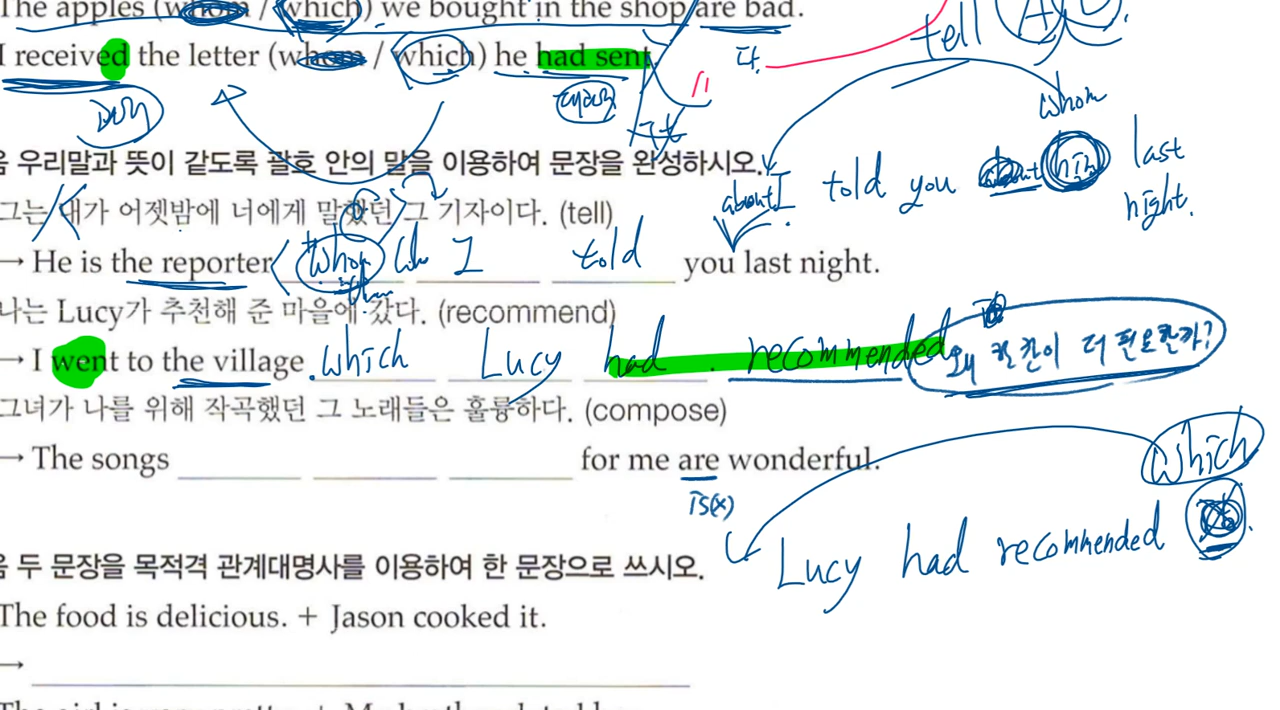 The apples (whom / which) we bought in the shop are bad.
tell
I received the letter (whom / which) he had sent.
다.
whom
음 우리말과 뜻이 같도록 괄호 안의 말을 이용하여 문장을 완성하시오.
about I told you about him last night.
그는 내가 어젯밤에 너에게 말했던 그 기자이다. (tell)
→ He is the reporter whom I told you last night.
나는 Lucy가 추천해 준 마을에 갔다. (recommend)
→ I went to the village which Lucy had recommended
왜 한 칸이 더 필요할까?
그녀가 나를 위해 작곡했던 그 노래들은 훌륭하다. (compose)
→ The songs for me are wonderful.
is(x)
which
Lucy had recommended
음 두 문장을 목적격 관계대명사를 이용하여 한 문장으로 쓰시오.
The food is delicious. + Jason cooked it.
→